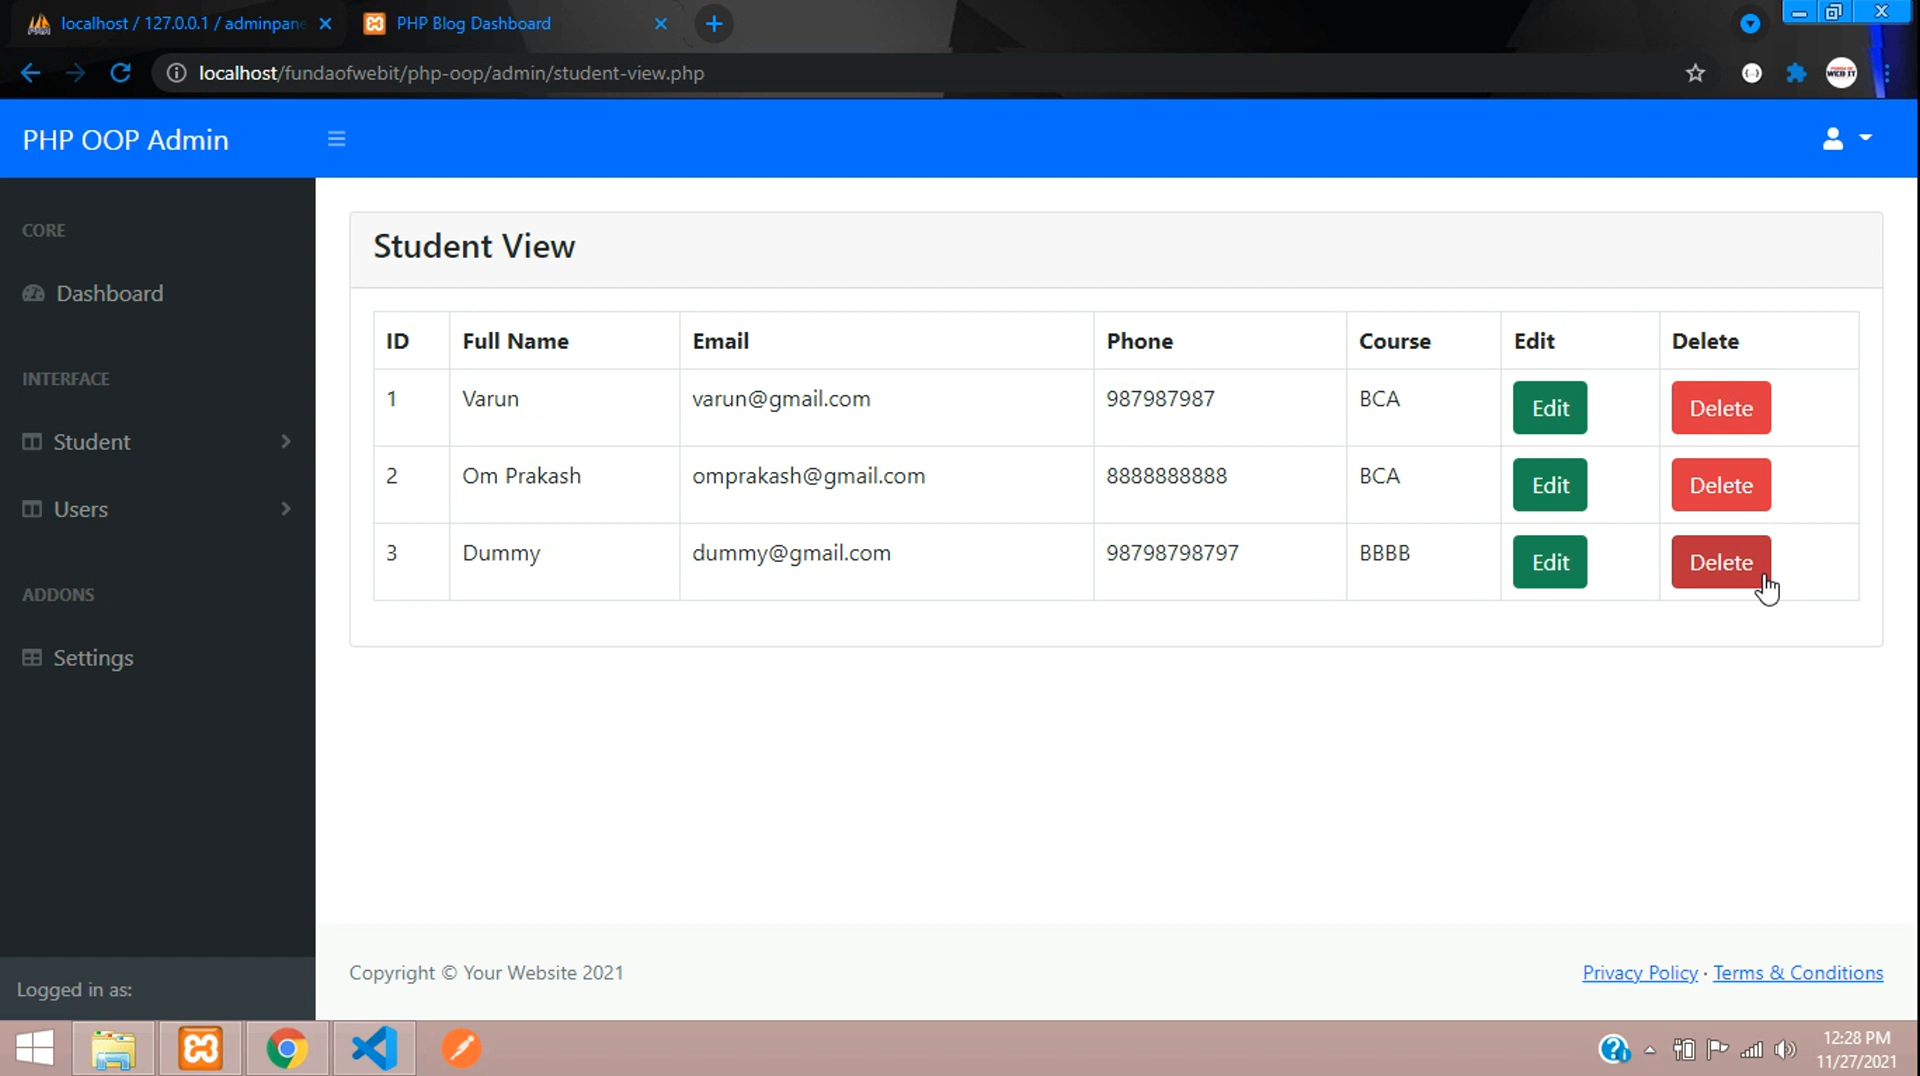 localhost / 127.0.0.1 / adminpane
PHP Blog Dashboard
localhost/fundaofwebit/php-oop/admin/student-view.php
WEB IT
PHP OOP Admin
CORE
Dashboard
INTERFACE
Student
Users
ADDONS
Settings
Logged in as:
Student View
ID Full Name Email Phone Course Edit Delete
1 Varun varun@gmail.com 987987987 BCA Edit Delete
2 Om Prakash omprakash@gmail.com 8888888888 BCA Edit Delete
3 Dummy dummy@gmail.com 98798798797 BBBB Edit Delete
Copyright © Your Website 2021
Privacy Policy · Terms & Conditions
12:28 PM
11/27/2021